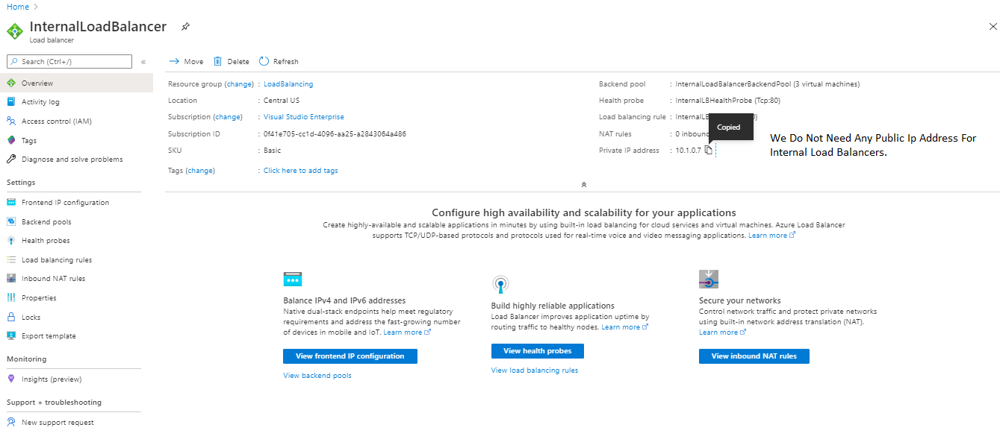 Home
InternalLoadBalancer
Load balancer
Search (Ctrl+/)
«
Overview
Activity log
Access control (IAM)
Tags
Diagnose and solve problems
Settings
Frontend IP configuration
Backend pools
Health probes
Load balancing rules
Inbound NAT rules
Properties
Locks
Export template
Monitoring
Insights (preview)
Support + troubleshooting
New support request
Move Delete Refresh
Resource group (change) : LoadBalancing
Location : Central US
Subscription (change) : Visual Studio Enterprise
Subscription ID : 0f41e705-cc1d-4096-aa25-a2843064a486
SKU : Basic
Tags (change) : Click here to add tags
Backend pool : InternalLoadBalancerBackendPool (3 virtual machines)
Health probe : InternalLBHealthProbe (Tcp:80)
Load balancing rule :
NAT rules : 0
Private IP address : 10.1.0.7
Copied
We Do Not Need Any Public Ip Address For
Internal Load Balancers.
Configure high availability and scalability for your applications
Create highly-available and scalable applications in minutes by using built-in load balancing for cloud services and virtual machines. Azure Load Balancer
supports TCP/UDP-based protocols and protocols used for real-time voice and video messaging applications. Learn more
Balance IPv4 and IPv6 addresses
Native dual-stack endpoints help meet regulatory
requirements and address the fast-growing number
of devices in mobile and IoT. Learn more
View frontend IP configuration
View backend pools
Build highly reliable applications
Load Balancer improves application uptime by
routing traffic to healthy nodes. Learn more
View health probes
View load balancing rules
Secure your networks
Control network traffic and protect private networks
using built-in network address translation (NAT).
Learn more
View inbound NAT rules